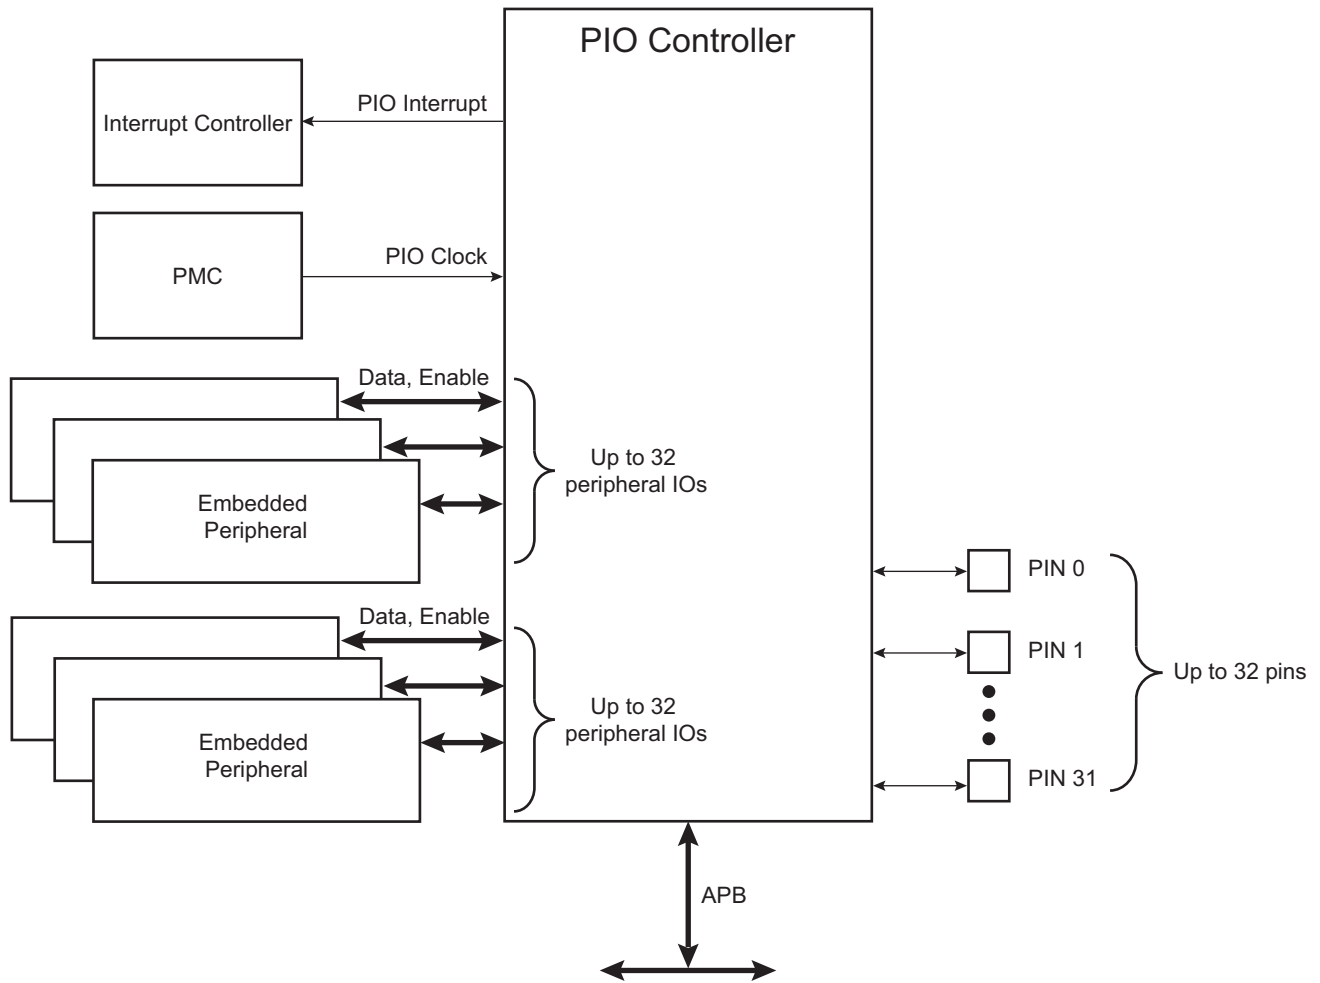 PIO Controller
PIO Interrupt
Interrupt Controller
PIO Clock
PMC
Data, Enable
Up to 32
peripheral IOs
Embedded
Peripheral
PIN 0
Data, Enable
PIN 1
Up to 32 pins
Up to 32
peripheral IOs
Embedded
Peripheral
PIN 31
APB